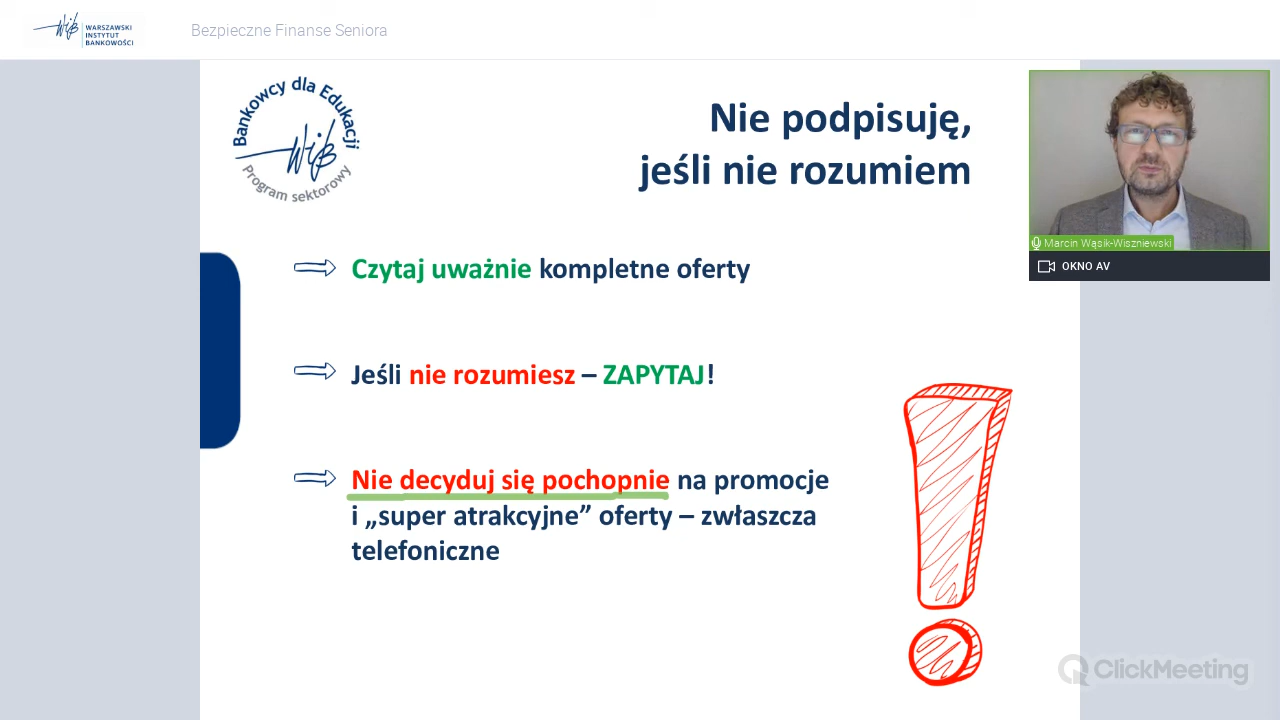 WARSZAWSKI
INSTYTUT
BANKOWOŚCI
Bezpieczne Finanse Seniora
Bankowcy dla Edukacji
WiB
Program sektorowy
Nie podpisuję,
jeśli nie rozumiem
Marcin Wąsik-Wiszniewski
OKNO AV
Czytaj uważnie kompletne oferty
Jeśli nie rozumiesz – ZAPYTAJ!
Nie decyduj się pochopnie na promocje
i „super atrakcyjne” oferty – zwłaszcza
telefoniczne
ClickMeeting